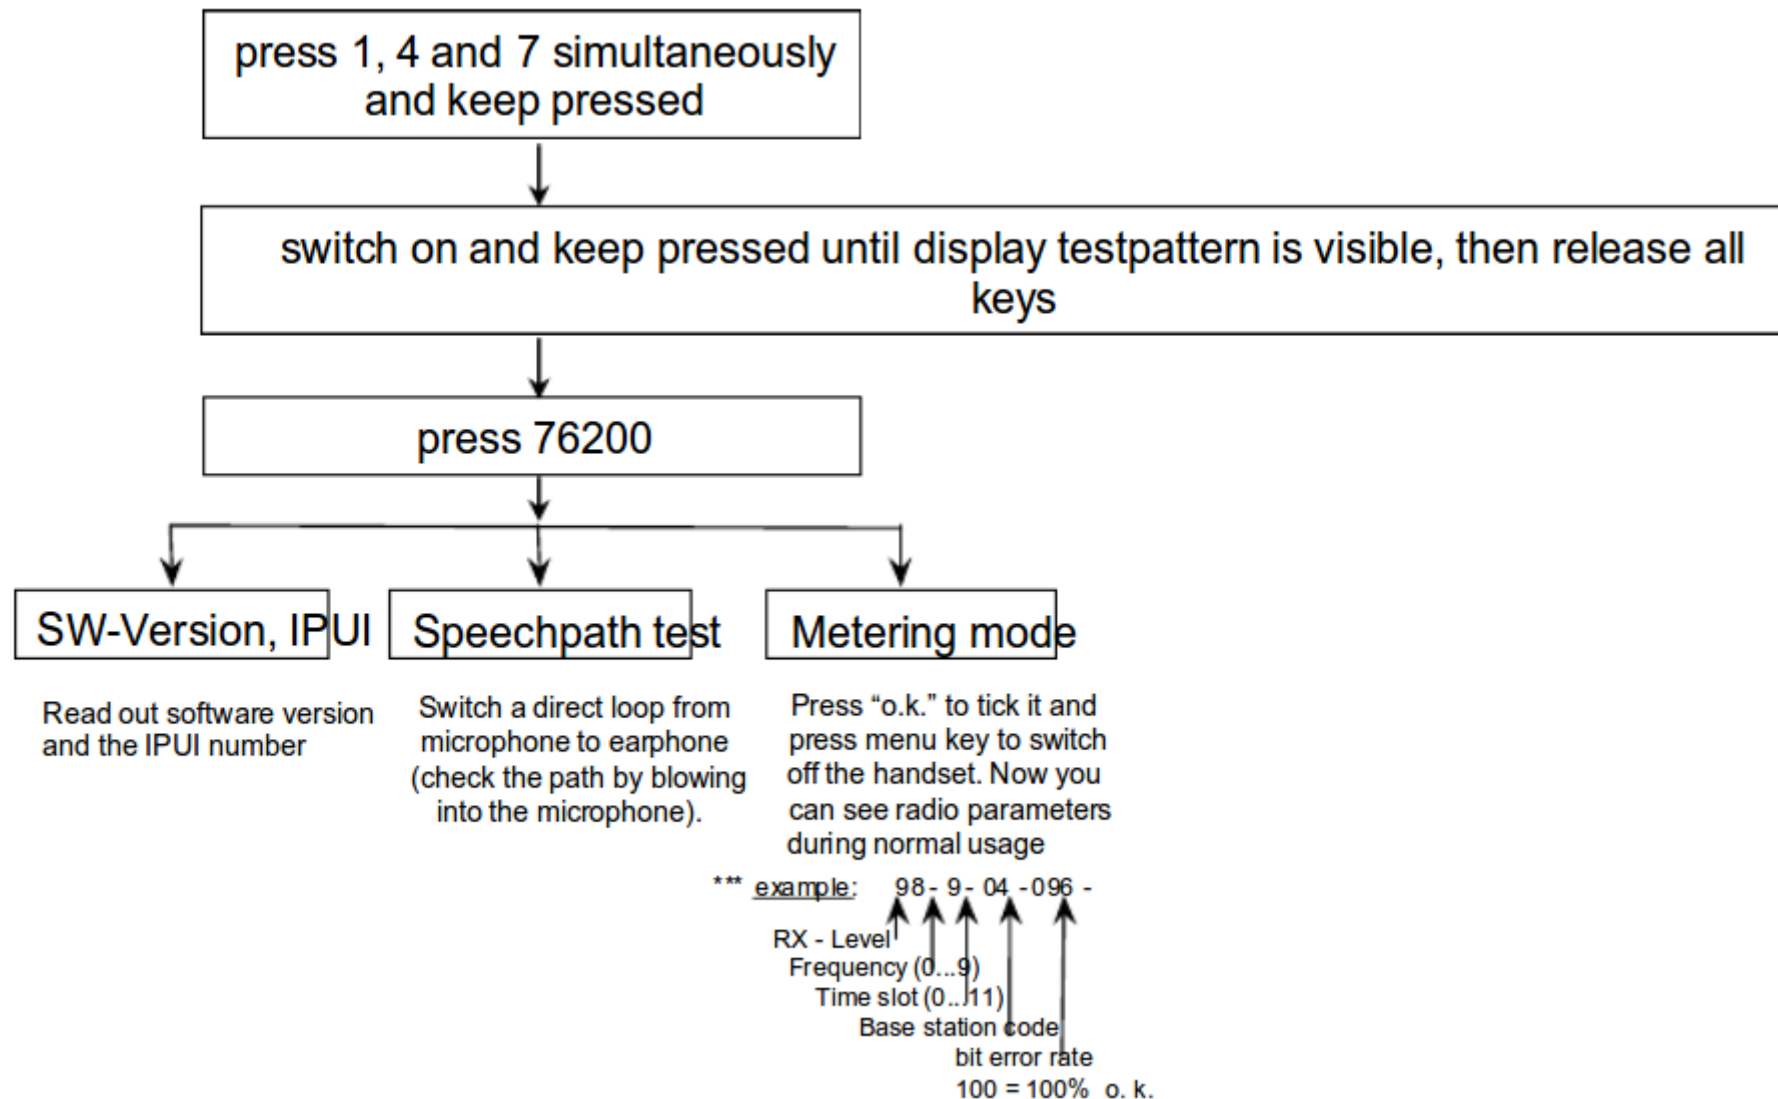 press 1, 4 and 7 simultaneously
and keep pressed
switch on and keep pressed until display testpattern is visible, then release all
keys
press 76200
SW-Version, IPUI
Read out software version
and the IPUI number
Speechpath test
Switch a direct loop from
microphone to earphone
(check the path by blowing
into the microphone).
Metering mode
Press “o.k.” to tick it and
press menu key to switch
off the handset. Now you
can see radio parameters
during normal usage
*** example: 98 - 9 - 04 - 096 -
RX - Level
Frequency (0...9)
Time slot (0...11)
Base station code
bit error rate
100 = 100% o. k.